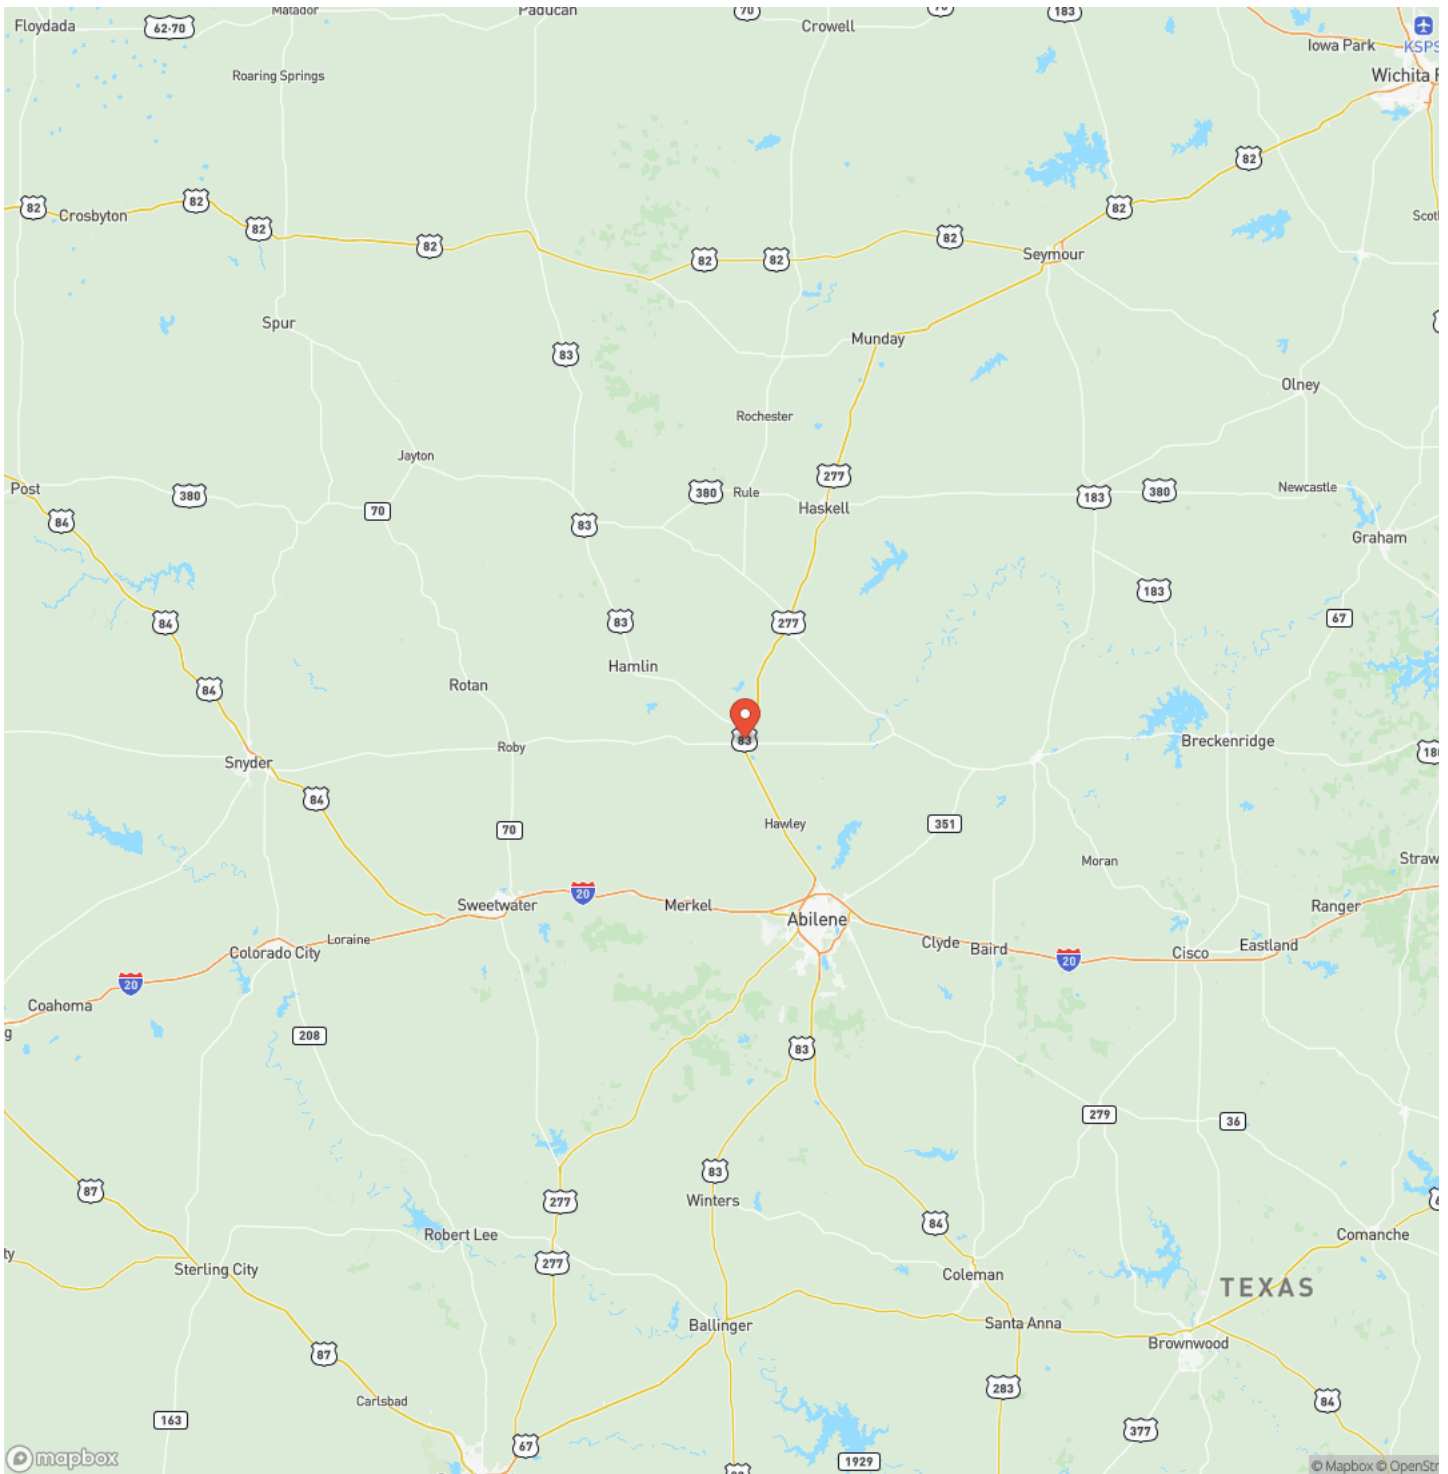 Matador
Paducah
70
70
183
Floydada
62-70
Crowell
Iowa Park
KSPS
Roaring Springs
Wichita F
82
82
Crosbyton
82
82
82
82
82
82
82
82
Scot
Seymour
Spur
83
Munday
Olney
Rochester
Jayton
Post
380
70
84
380
Rule
277
Haskell
183
380
Newcastle
83
Graham
84
83
277
183
67
Hamlin
84
Rotan
Snyder
Roby
83
Breckenridge
180
84
70
Hawley
351
Moran
Straw
Sweetwater
20
Merkel
Abilene
Ranger
Colorado City
Loraine
Clyde
Baird
20
Cisco
Eastland
20
Coahoma
g
208
83
279
36
87
277
83
Winters
84
Robert Lee
Comanche
ty
Sterling City
277
Coleman
TEXAS
Ballinger
Santa Anna
Brownwood
87
283
84
Carlsbad
163
67
377
1929
mapbox
© Mapbox © OpenStr